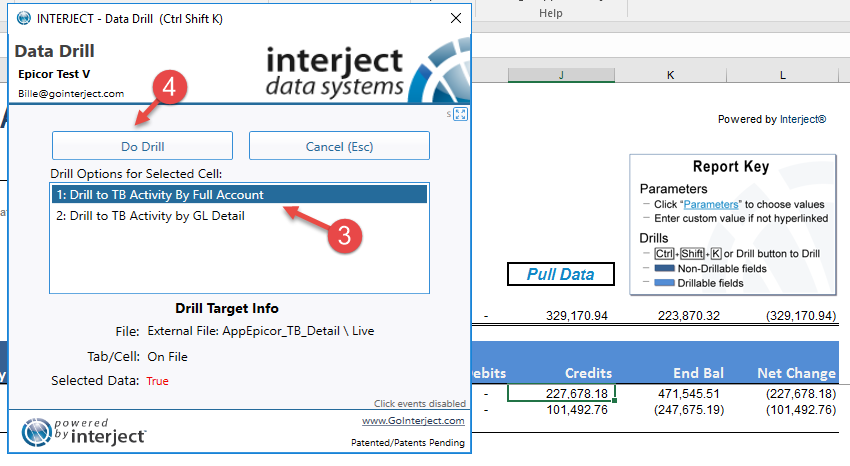 INTERJECT - Data Drill (Ctrl Shift K)
Data Drill
Epicor Test V
Bille@gointerject.com
interject
data systems
4
s
Do Drill
Cancel (Esc)
Drill Options for Selected Cell:
1: Drill to TB Activity By Full Account
2: Drill to TB Activity by GL Detail
3
Drill Target Info
File: External File: AppEpicor_TB_Detail \ Live
Tab/Cell: On File
Selected Data: True
Click events disabled
powered
by interject
www.GoInterject.com
Patented/Patents Pending
Help
J K L
Powered by Interject®
Report Key
Parameters
– Click "Parameters" to choose values
– Enter custom value if not hyperlinked
Drills
– Ctrl+Shift+K or Drill button to Drill
– Non-Drillable fields
– Drillable fields
Pull Data
- 329,170.94 223,870.32 (329,170.94)
Credits End Bal Net Change
- 227,678.18 471,545.51 (227,678.18)
- 101,492.76 (247,675.19) (101,492.76)